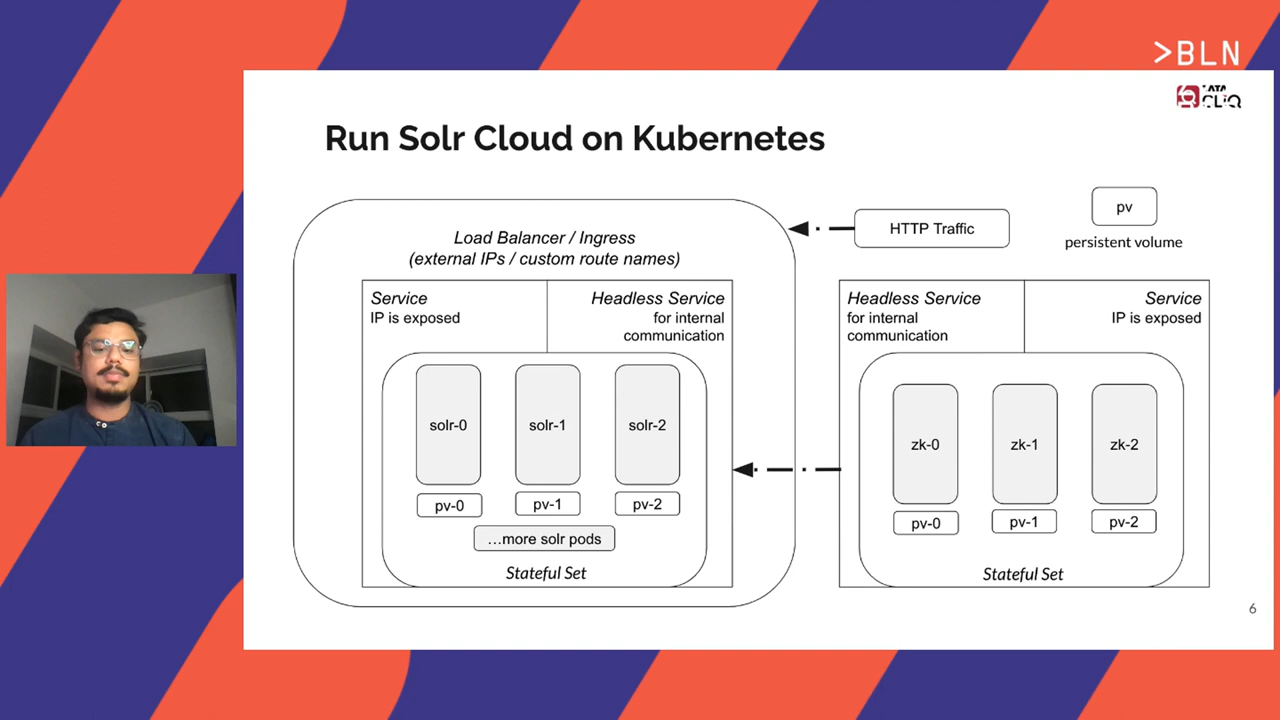 >BLN
TATA
CLiQ
Run Solr Cloud on Kubernetes
Load Balancer / Ingress
(external IPs / custom route names)
HTTP Traffic
pv
persistent volume
Service
IP is exposed
Headless Service
for internal
communication
solr-0
solr-1
solr-2
pv-0
pv-1
pv-2
…more solr pods
Stateful Set
Headless Service
for internal
communication
Service
IP is exposed
zk-0
zk-1
zk-2
pv-0
pv-1
pv-2
Stateful Set
6